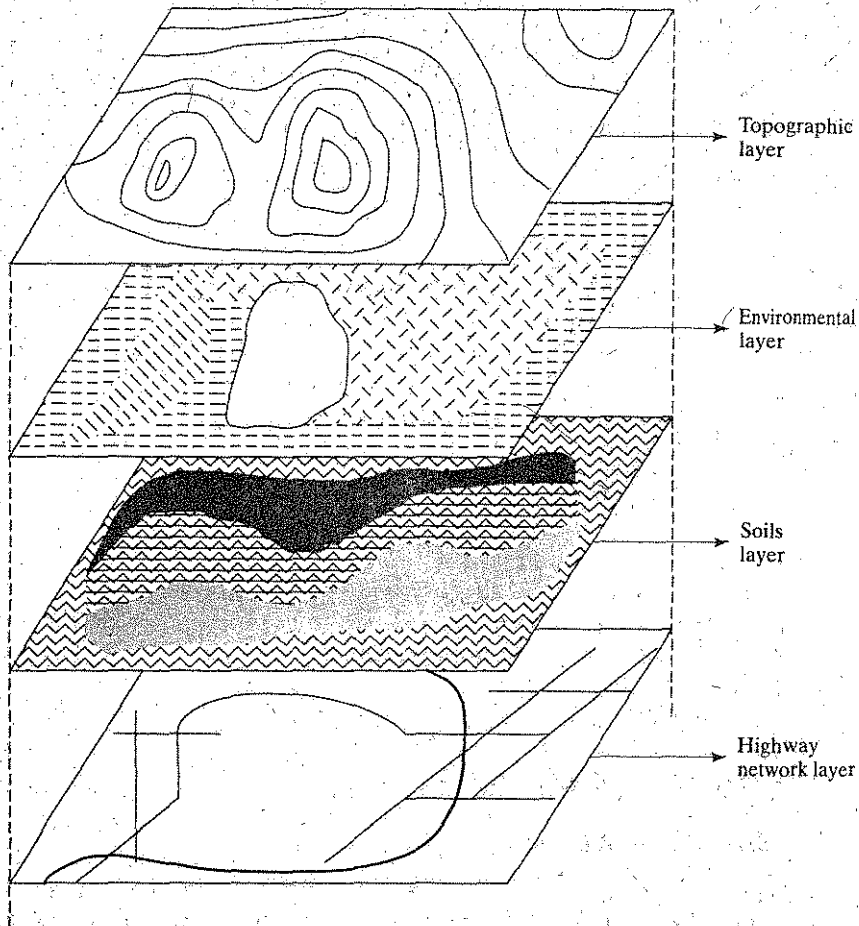 Topographic
layer
Environmental
layer
Soils
layer
Highway
network layer